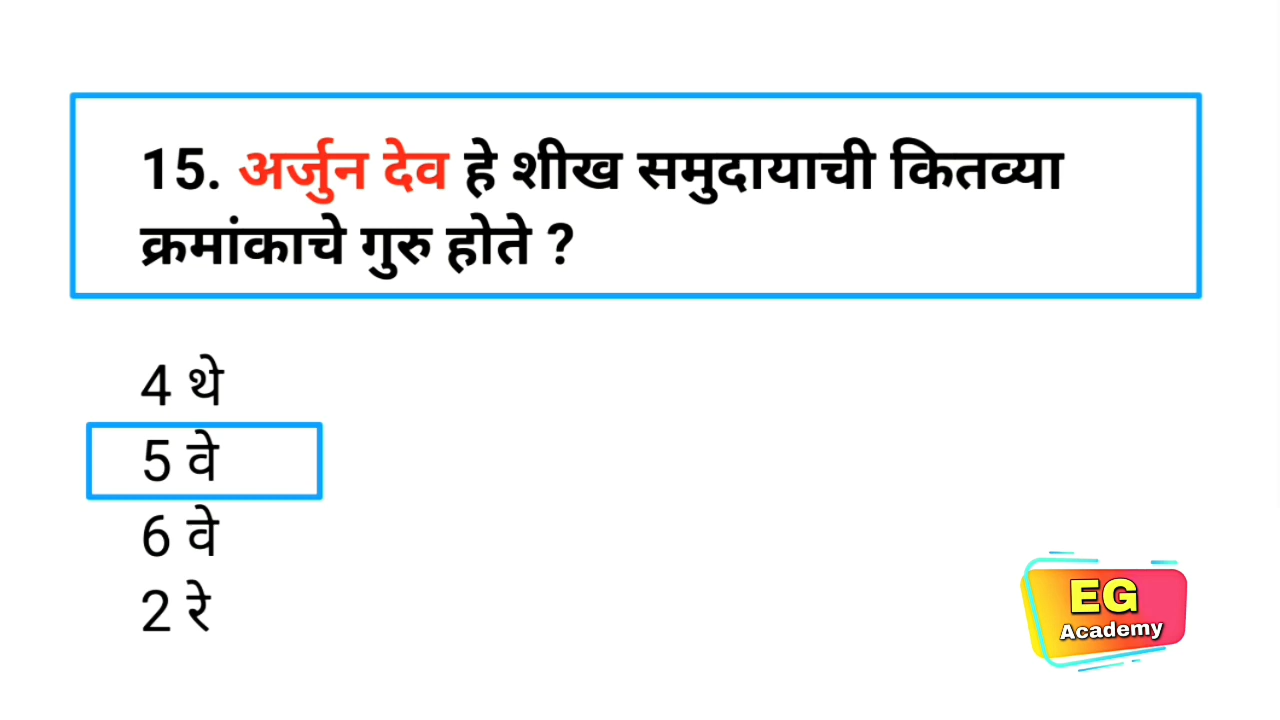 15. अर्जुन देव हे शीख समुदायाची कितव्या
क्रमांकाचे गुरु होते ?
4 थे
5 वे
6 वे
2 रे
EG
Academy